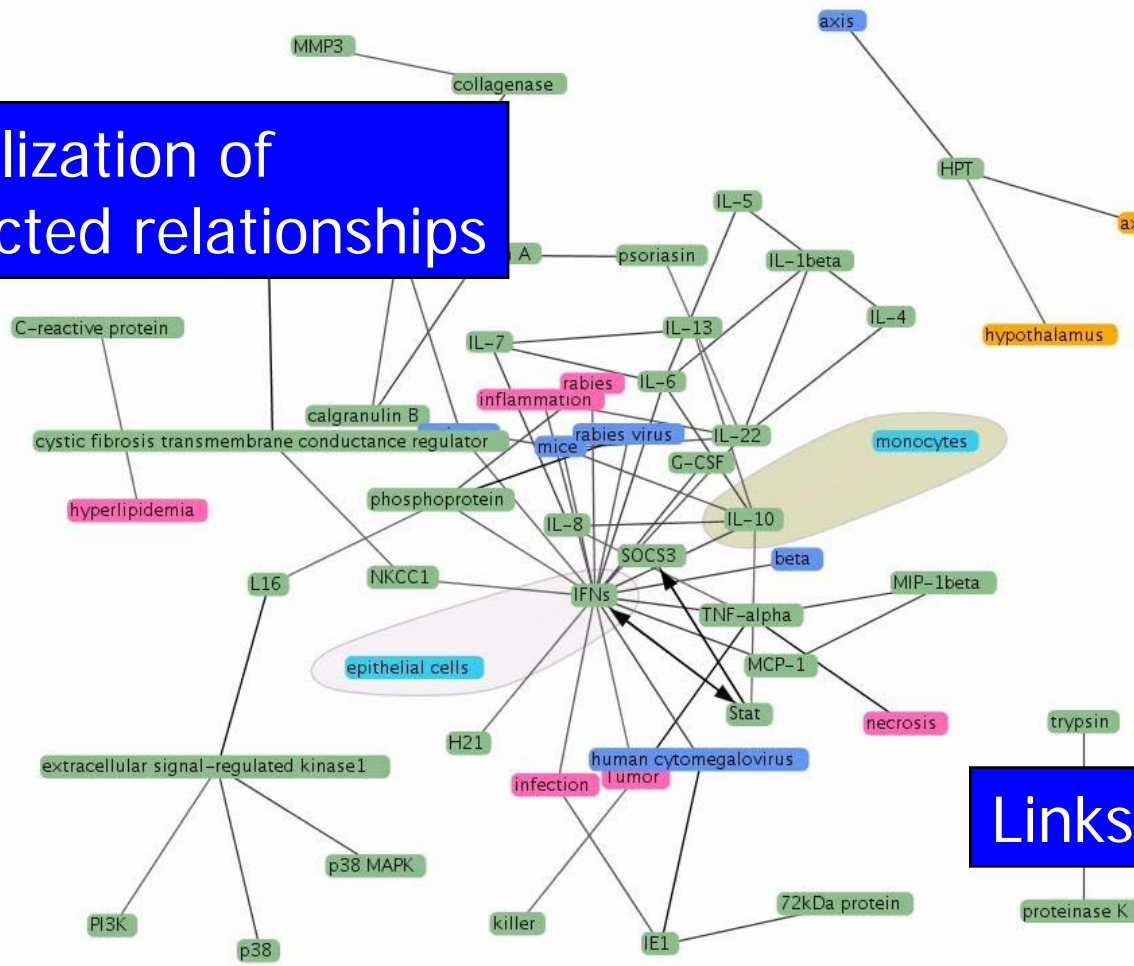 axis
MMP3
collagenase
lization of
cted relationships
HPT
IL-5
ax
A
psoriasin
IL-1beta
C-reactive protein
IL-13
IL-4
IL-7
hypothalamus
rabies
IL-6
inflammation
calgranulin B
rabies virus
IL-22
monocytes
cystic fibrosis transmembrane conductance regulator
mice
G-CSF
phosphoprotein
hyperlipidemia
IL-8
IL-10
SOCS3
beta
L16
NKCC1
IFNs
MIP-1beta
TNF-alpha
epithelial cells
MCP-1
Stat
necrosis
trypsin
H21
extracellular signal-regulated kinase1
human cytomegalovirus
infection
Tumor
Links
p38 MAPK
72kDa protein
proteinase K
PI3K
killer
IE1
p38